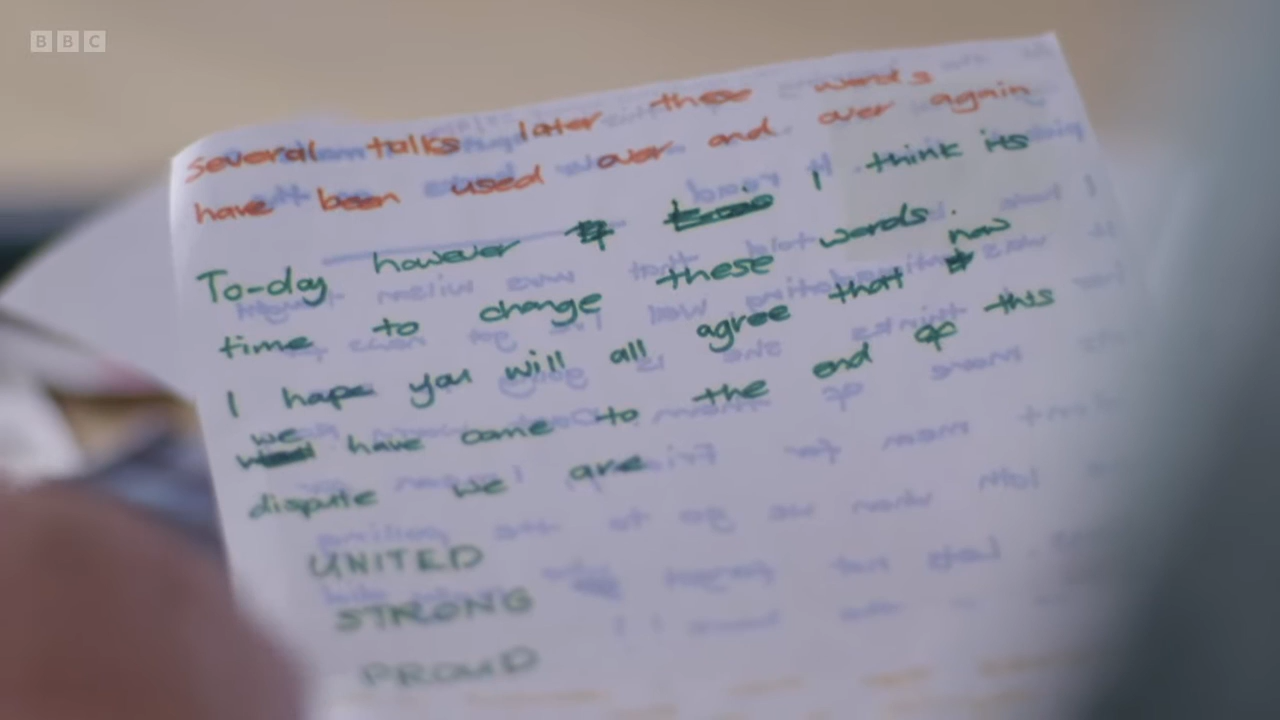 BBC
several talks later these words
have been used over and over again
To-day however I think its
time to change these words.
I hope you will all agree that now
we have come to the end of this
dispute we are
UNITED
STRONG
PROUD